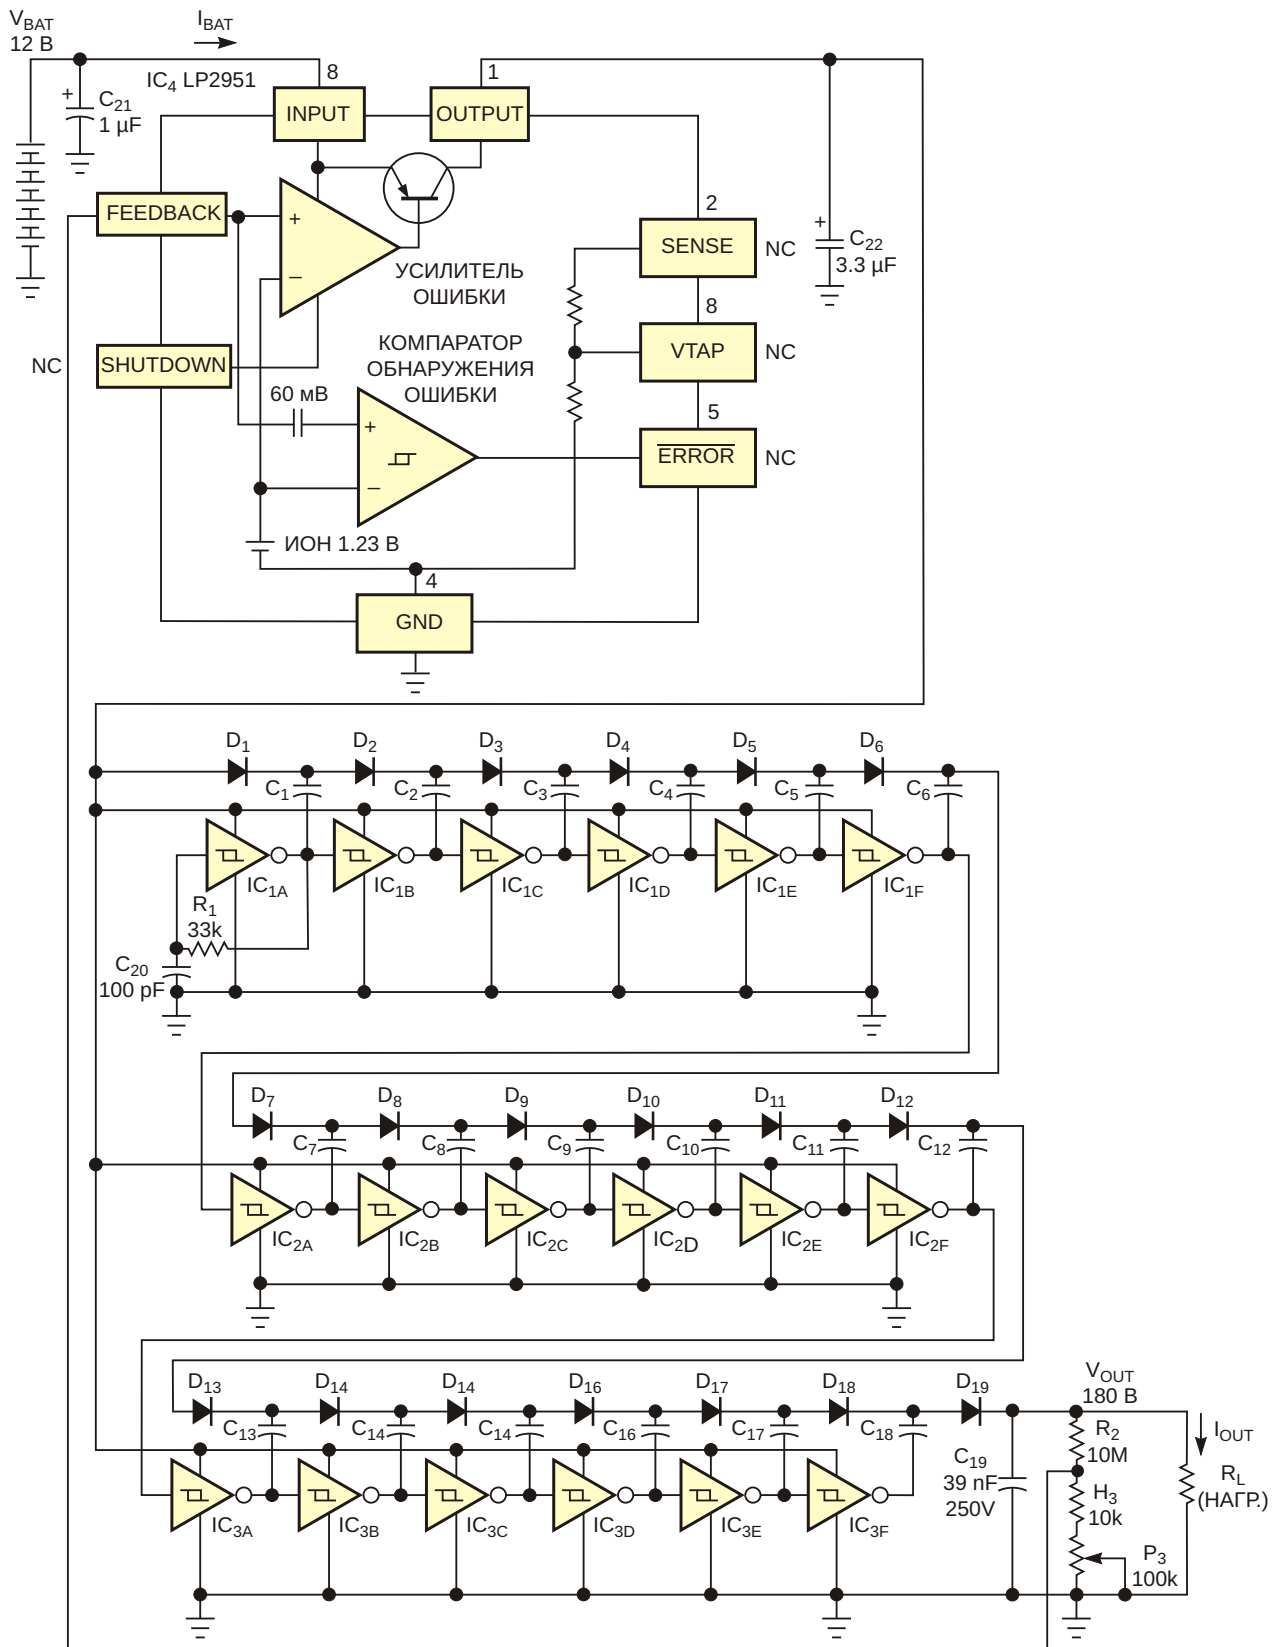 VBAT
12 В
IBAT
IC4 LP2951
+
C21
1 µF
8
INPUT
1
OUTPUT
FEEDBACK
+
–
УСИЛИТЕЛЬ
ОШИБКИ
2
SENSE
NC
+
C22
3.3 µF
8
VTAP
NC
NC
SHUTDOWN
КОМПАРАТОР
ОБНАРУЖЕНИЯ
ОШИБКИ
60 мВ
+
–
5
ERROR
NC
ИОН 1.23 В
4
GND
D1
D2
D3
D4
D5
D6
C1
C2
C3
C4
C5
C6
IC1A
IC1B
IC1C
IC1D
IC1E
IC1F
R1
33k
C20
100 pF
D7
D8
D9
D10
D11
D12
C7
C8
C9
C10
C11
C12
IC2A
IC2B
IC2C
IC2D
IC2E
IC2F
D13
D14
D14
D16
D17
D18
D19
VOUT
180 В
C13
C14
C14
C16
C17
C18
C19
39 nF
250V
R2
10M
IOUT
RL
(НАГР.)
H3
10k
P3
100k
IC3A
IC3B
IC3C
IC3D
IC3E
IC3F